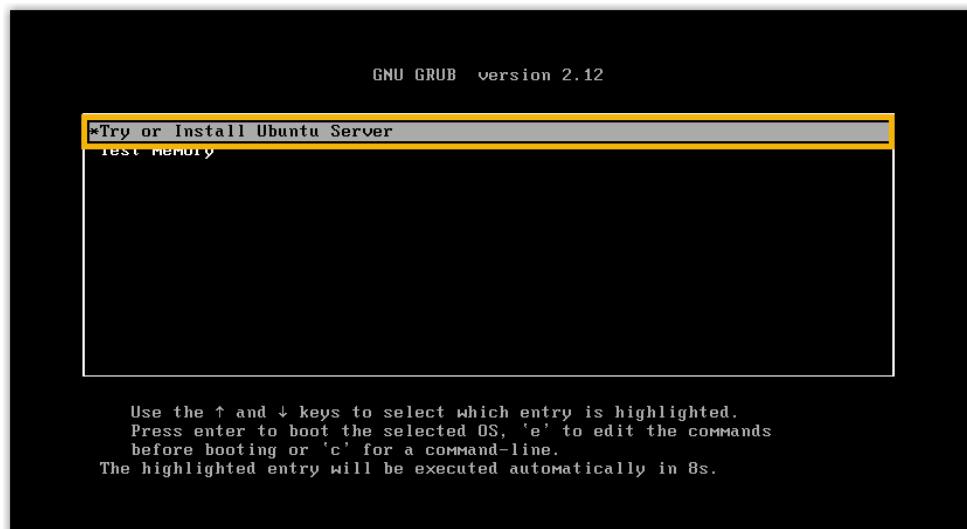 GNU GRUB  version 2.12
*Try or Install Ubuntu Server
Test memory
Use the ↑ and ↓ keys to select which entry is highlighted.
Press enter to boot the selected OS, `e' to edit the commands
before booting or `c' for a command-line.
The highlighted entry will be executed automatically in 8s.